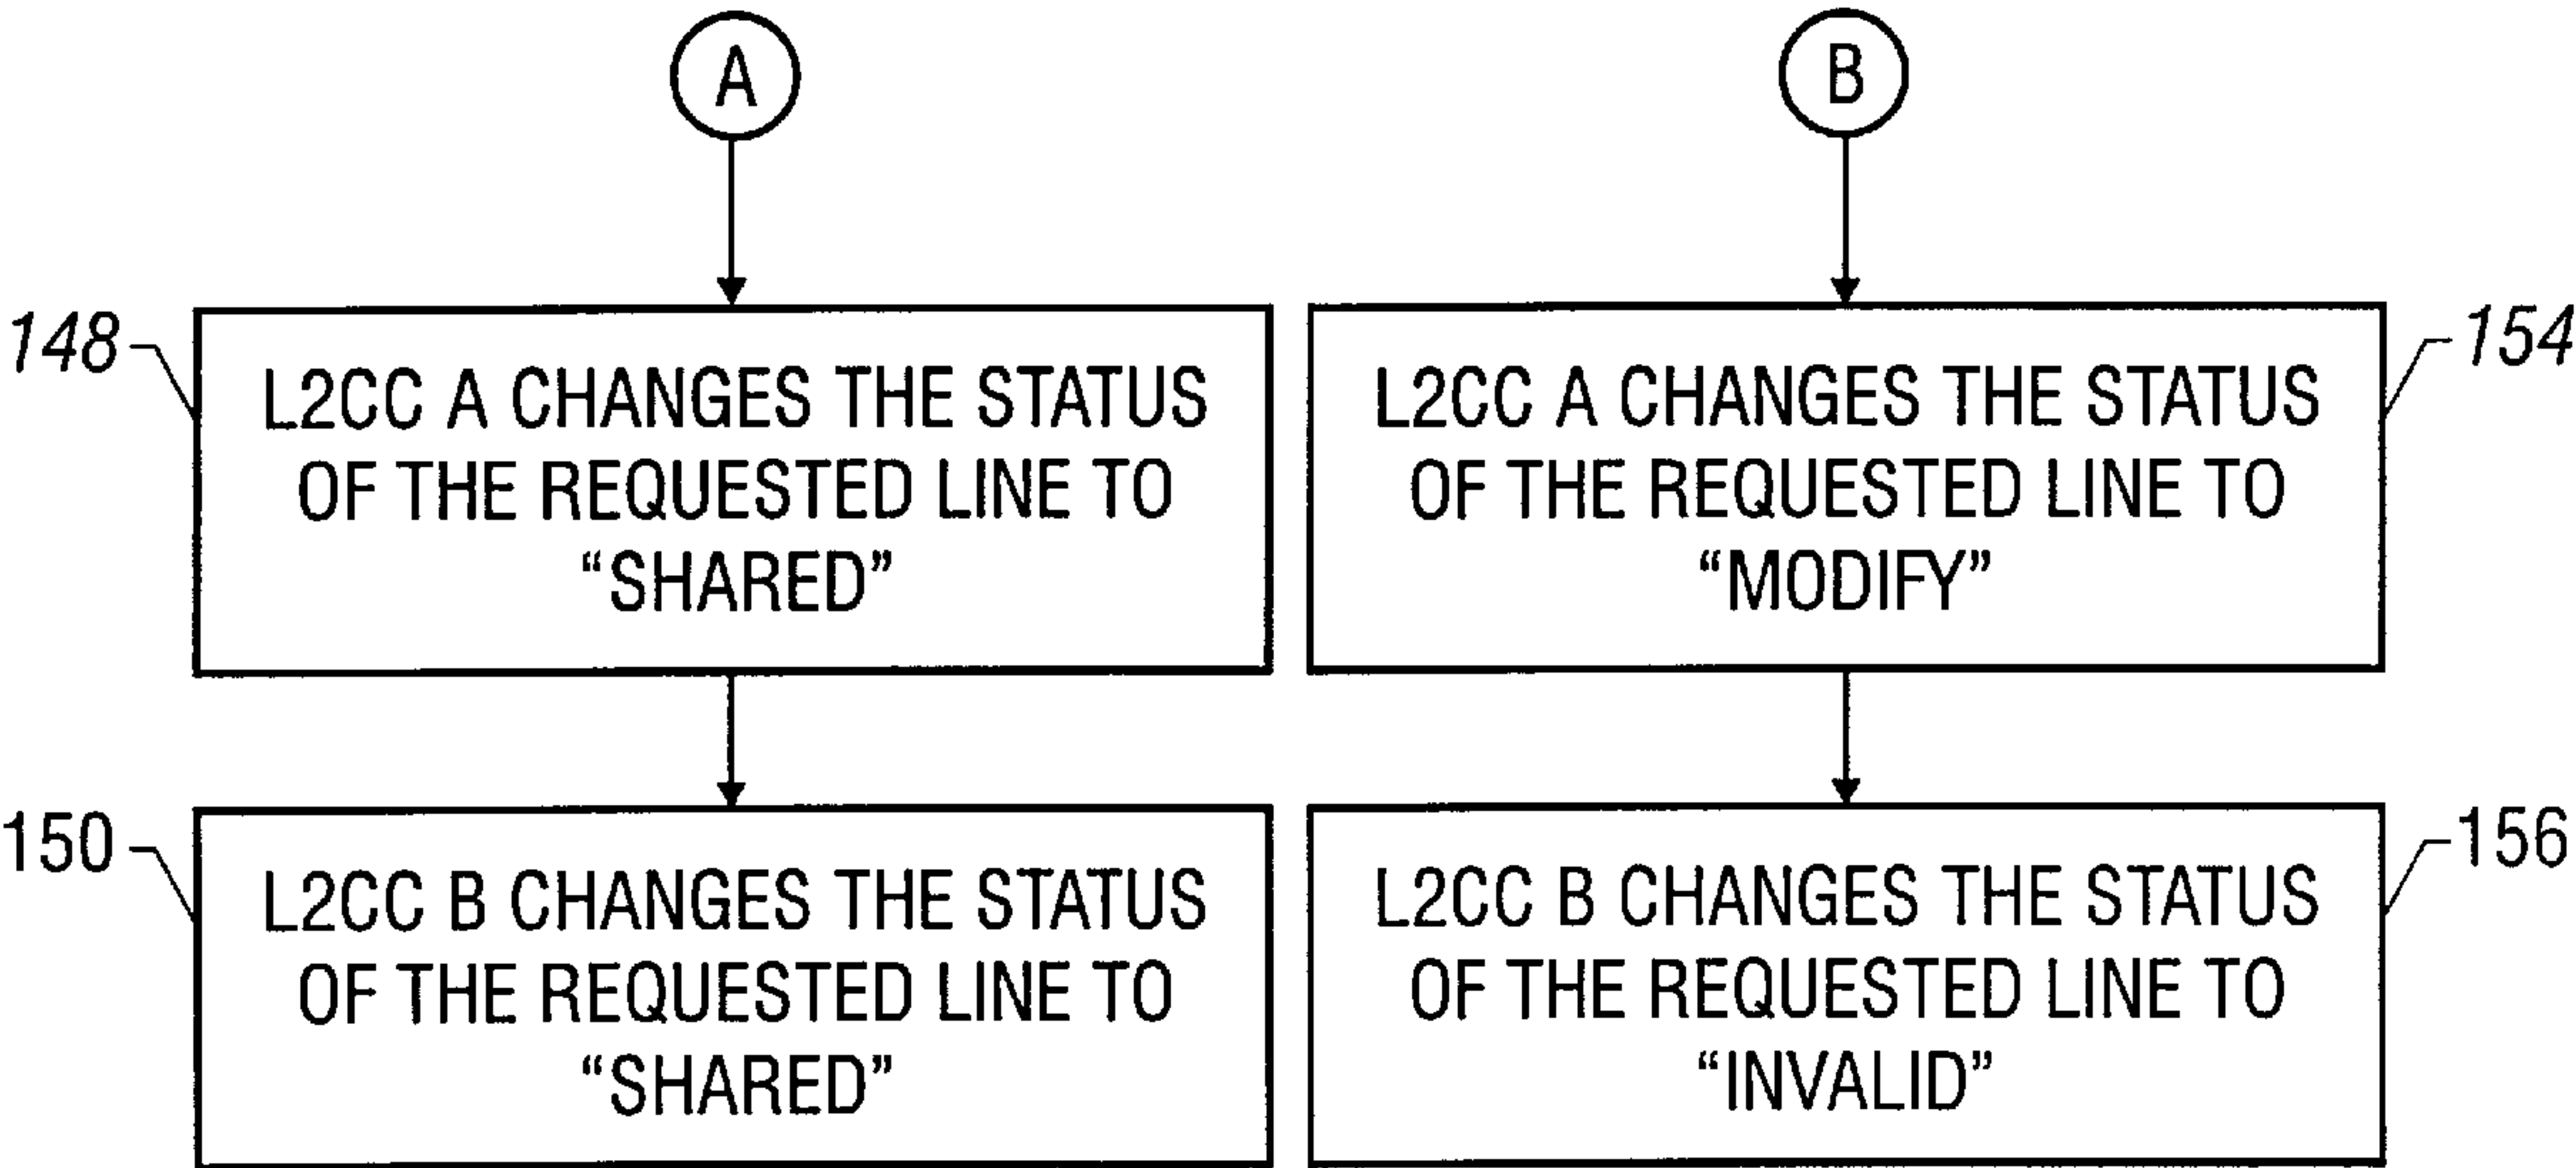 A
148
L2CC A CHANGES THE STATUS
OF THE REQUESTED LINE TO
“SHARED”
150
L2CC B CHANGES THE STATUS
OF THE REQUESTED LINE TO
“SHARED”
B
154
L2CC A CHANGES THE STATUS
OF THE REQUESTED LINE TO
“MODIFY”
156
L2CC B CHANGES THE STATUS
OF THE REQUESTED LINE TO
“INVALID”